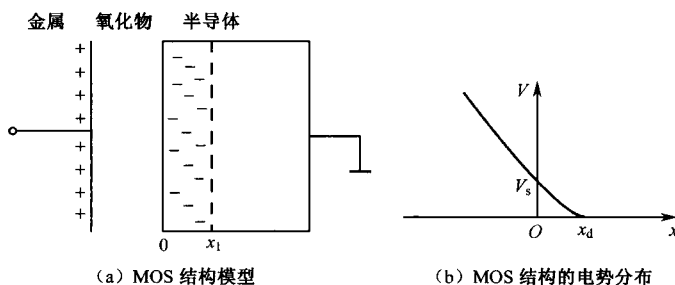 金属 氧化物 半导体
0 x₁
(a) MOS 结构模型
V
Vₛ
O x_d x
(b) MOS 结构的电势分布